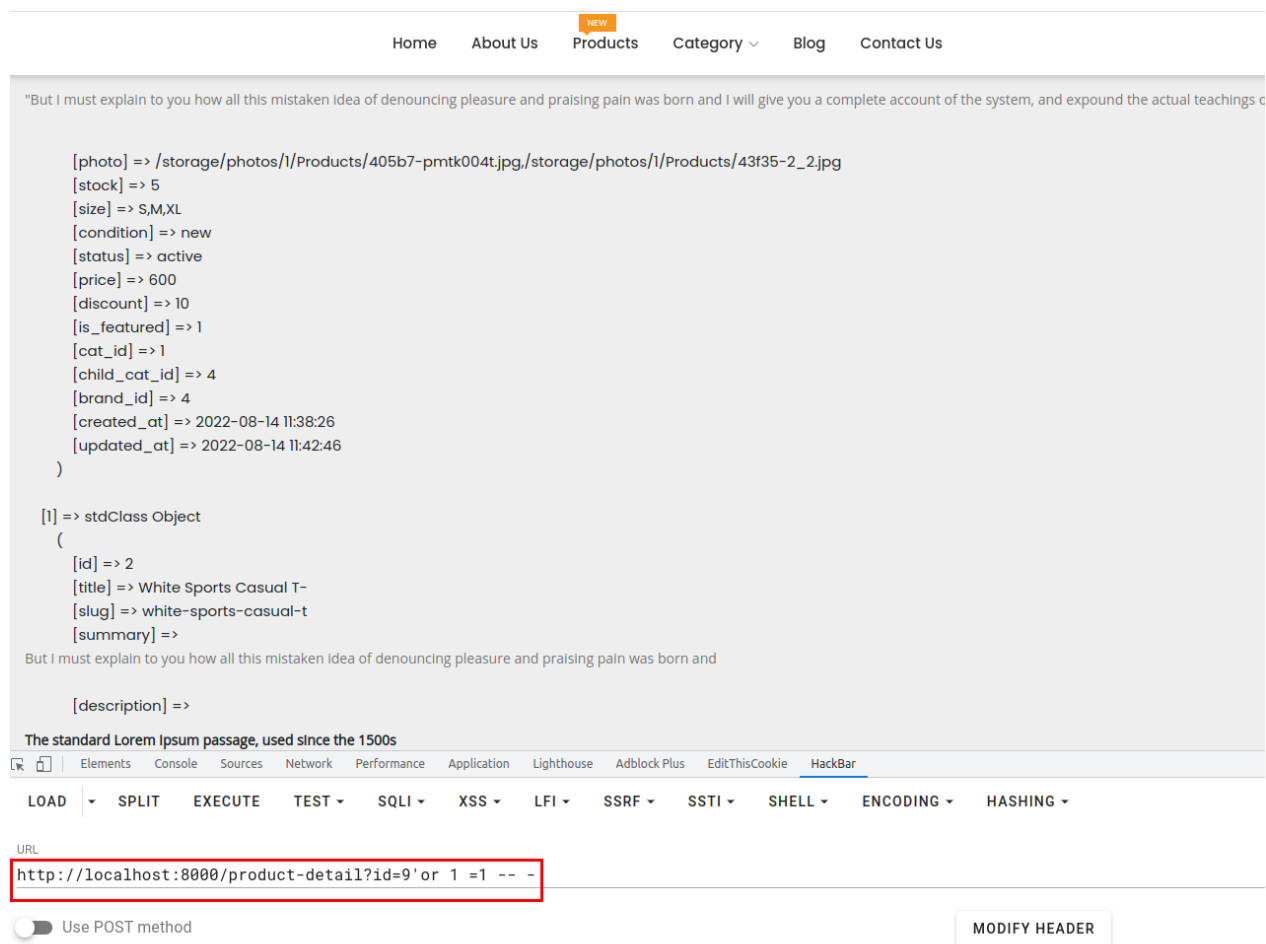 NEW
Home About Us Products Category Blog Contact Us
"But I must explain to you how all this mistaken idea of denouncing pleasure and praising pain was born and I will give you a complete account of the system, and expound the actual teachings
[photo] => /storage/photos/1/Products/405b7-pmtk004t.jpg,/storage/photos/1/Products/43f35-2_2.jpg
[stock] => 5
[size] => S,M,XL
[condition] => new
[status] => active
[price] => 600
[discount] => 10
[is_featured] => 1
[cat_id] => 1
[child_cat_id] => 4
[brand_id] => 4
[created_at] => 2022-08-14 11:38:26
[updated_at] => 2022-08-14 11:42:46
)
[1] => stdClass Object
(
[id] => 2
[title] => White Sports Casual T-
[slug] => white-sports-casual-t
[summary] =>
But I must explain to you how all this mistaken idea of denouncing pleasure and praising pain was born and
[description] =>
The standard Lorem Ipsum passage, used since the 1500s
Elements Console Sources Network Performance Application Lighthouse Adblock Plus EditThisCookie HackBar
LOAD SPLIT EXECUTE TEST SQLI XSS LFI SSRF SSTI SHELL ENCODING HASHING
URL
http://localhost:8000/product-detail?id=9'or 1 =1 -- -
Use POST method MODIFY HEADER